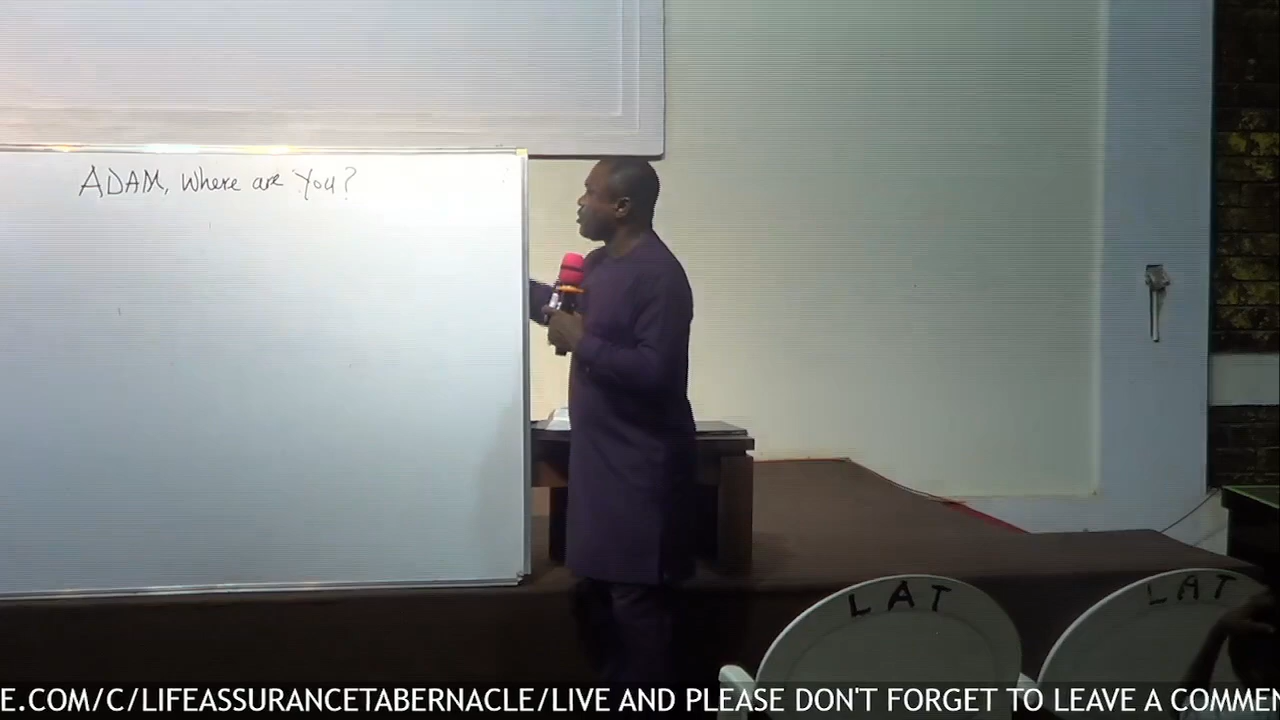 ADAM, Where are You?
LAT
LAT
E.COM/C/LIFEASSURANCETABERNACLE/LIVE AND PLEASE DON'T FORGET TO LEAVE A COMMEN